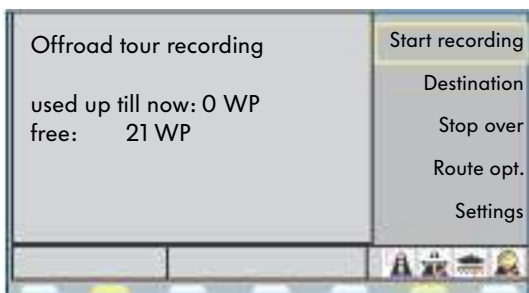 Offroad tour recording
used up till now: 0 WP
free: 21 WP
Start recording
Destination
Stop over
Route opt.
Settings